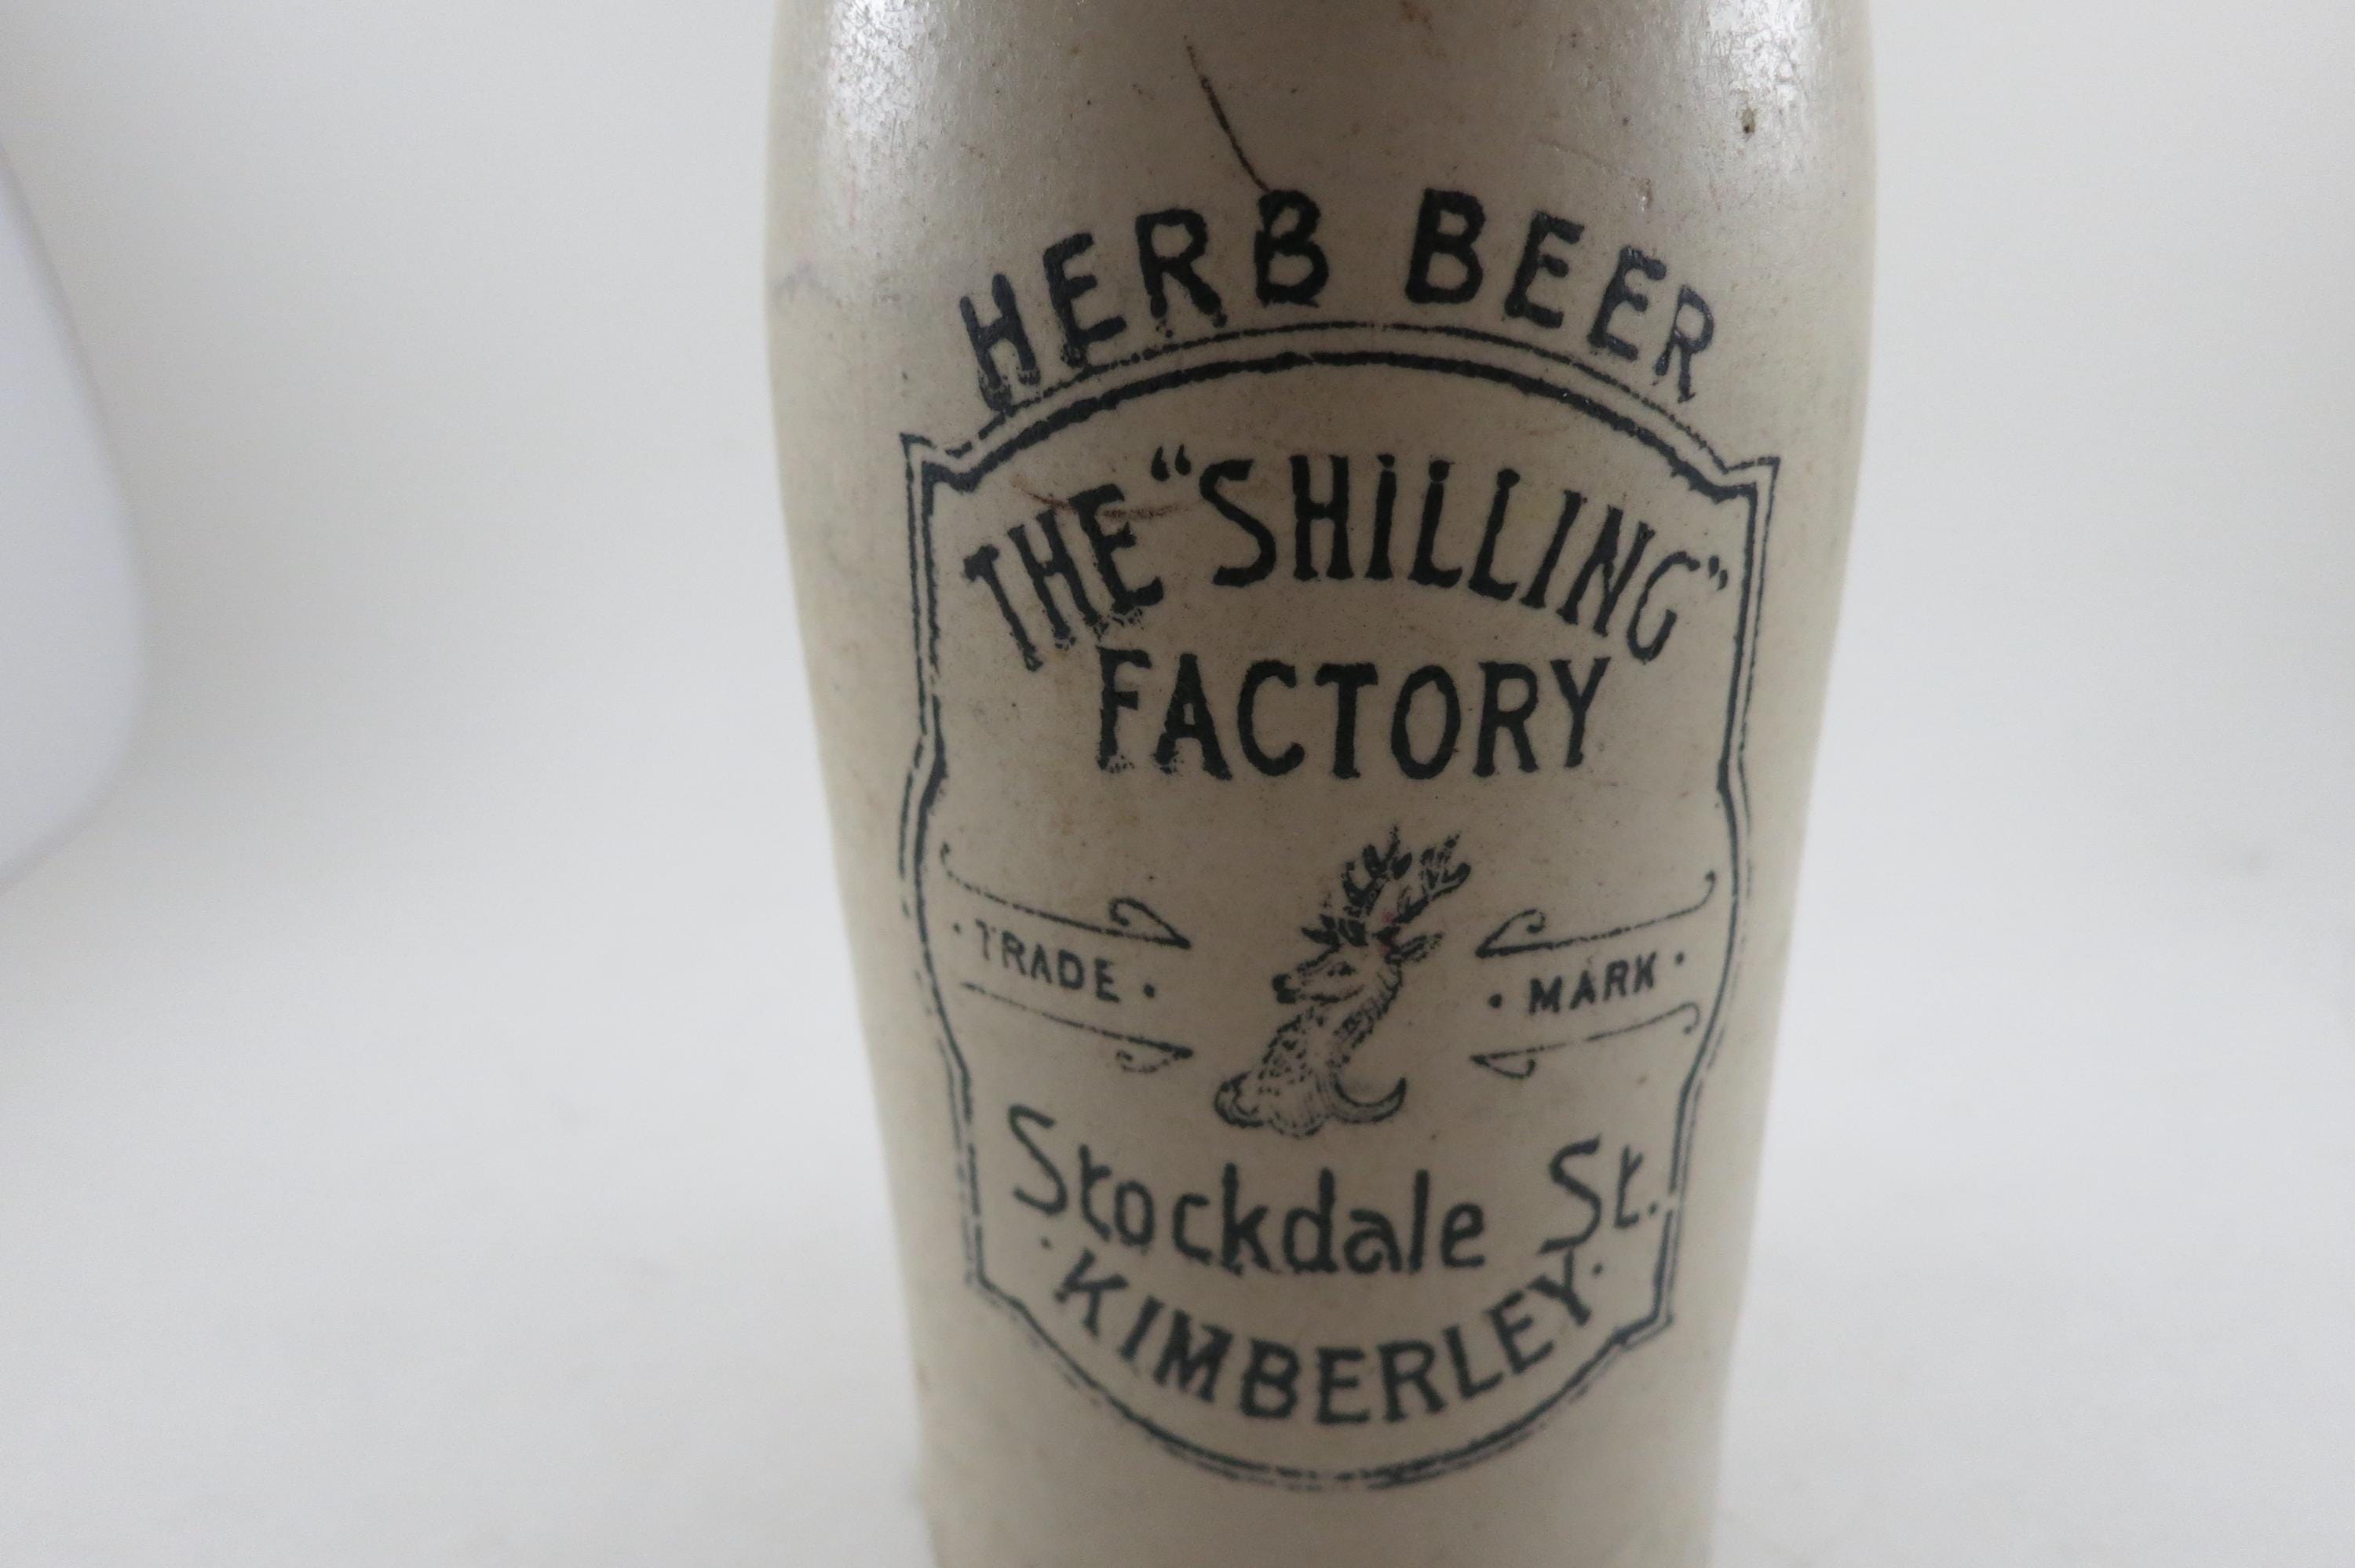 HERB BEER
THE "SHILLING"
FACTORY
· TRADE · · MARK ·
Stockdale St.
· KIMBERLEY ·